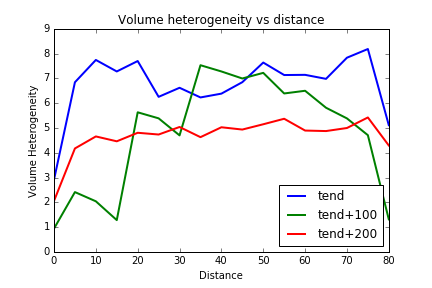 Volume heterogeneity vs distance
Volume Heterogeneity
9
8
7
6
5
4
3
2
1
0
tend
tend+100
tend+200
0 10 20 30 40 50 60 70 80
Distance